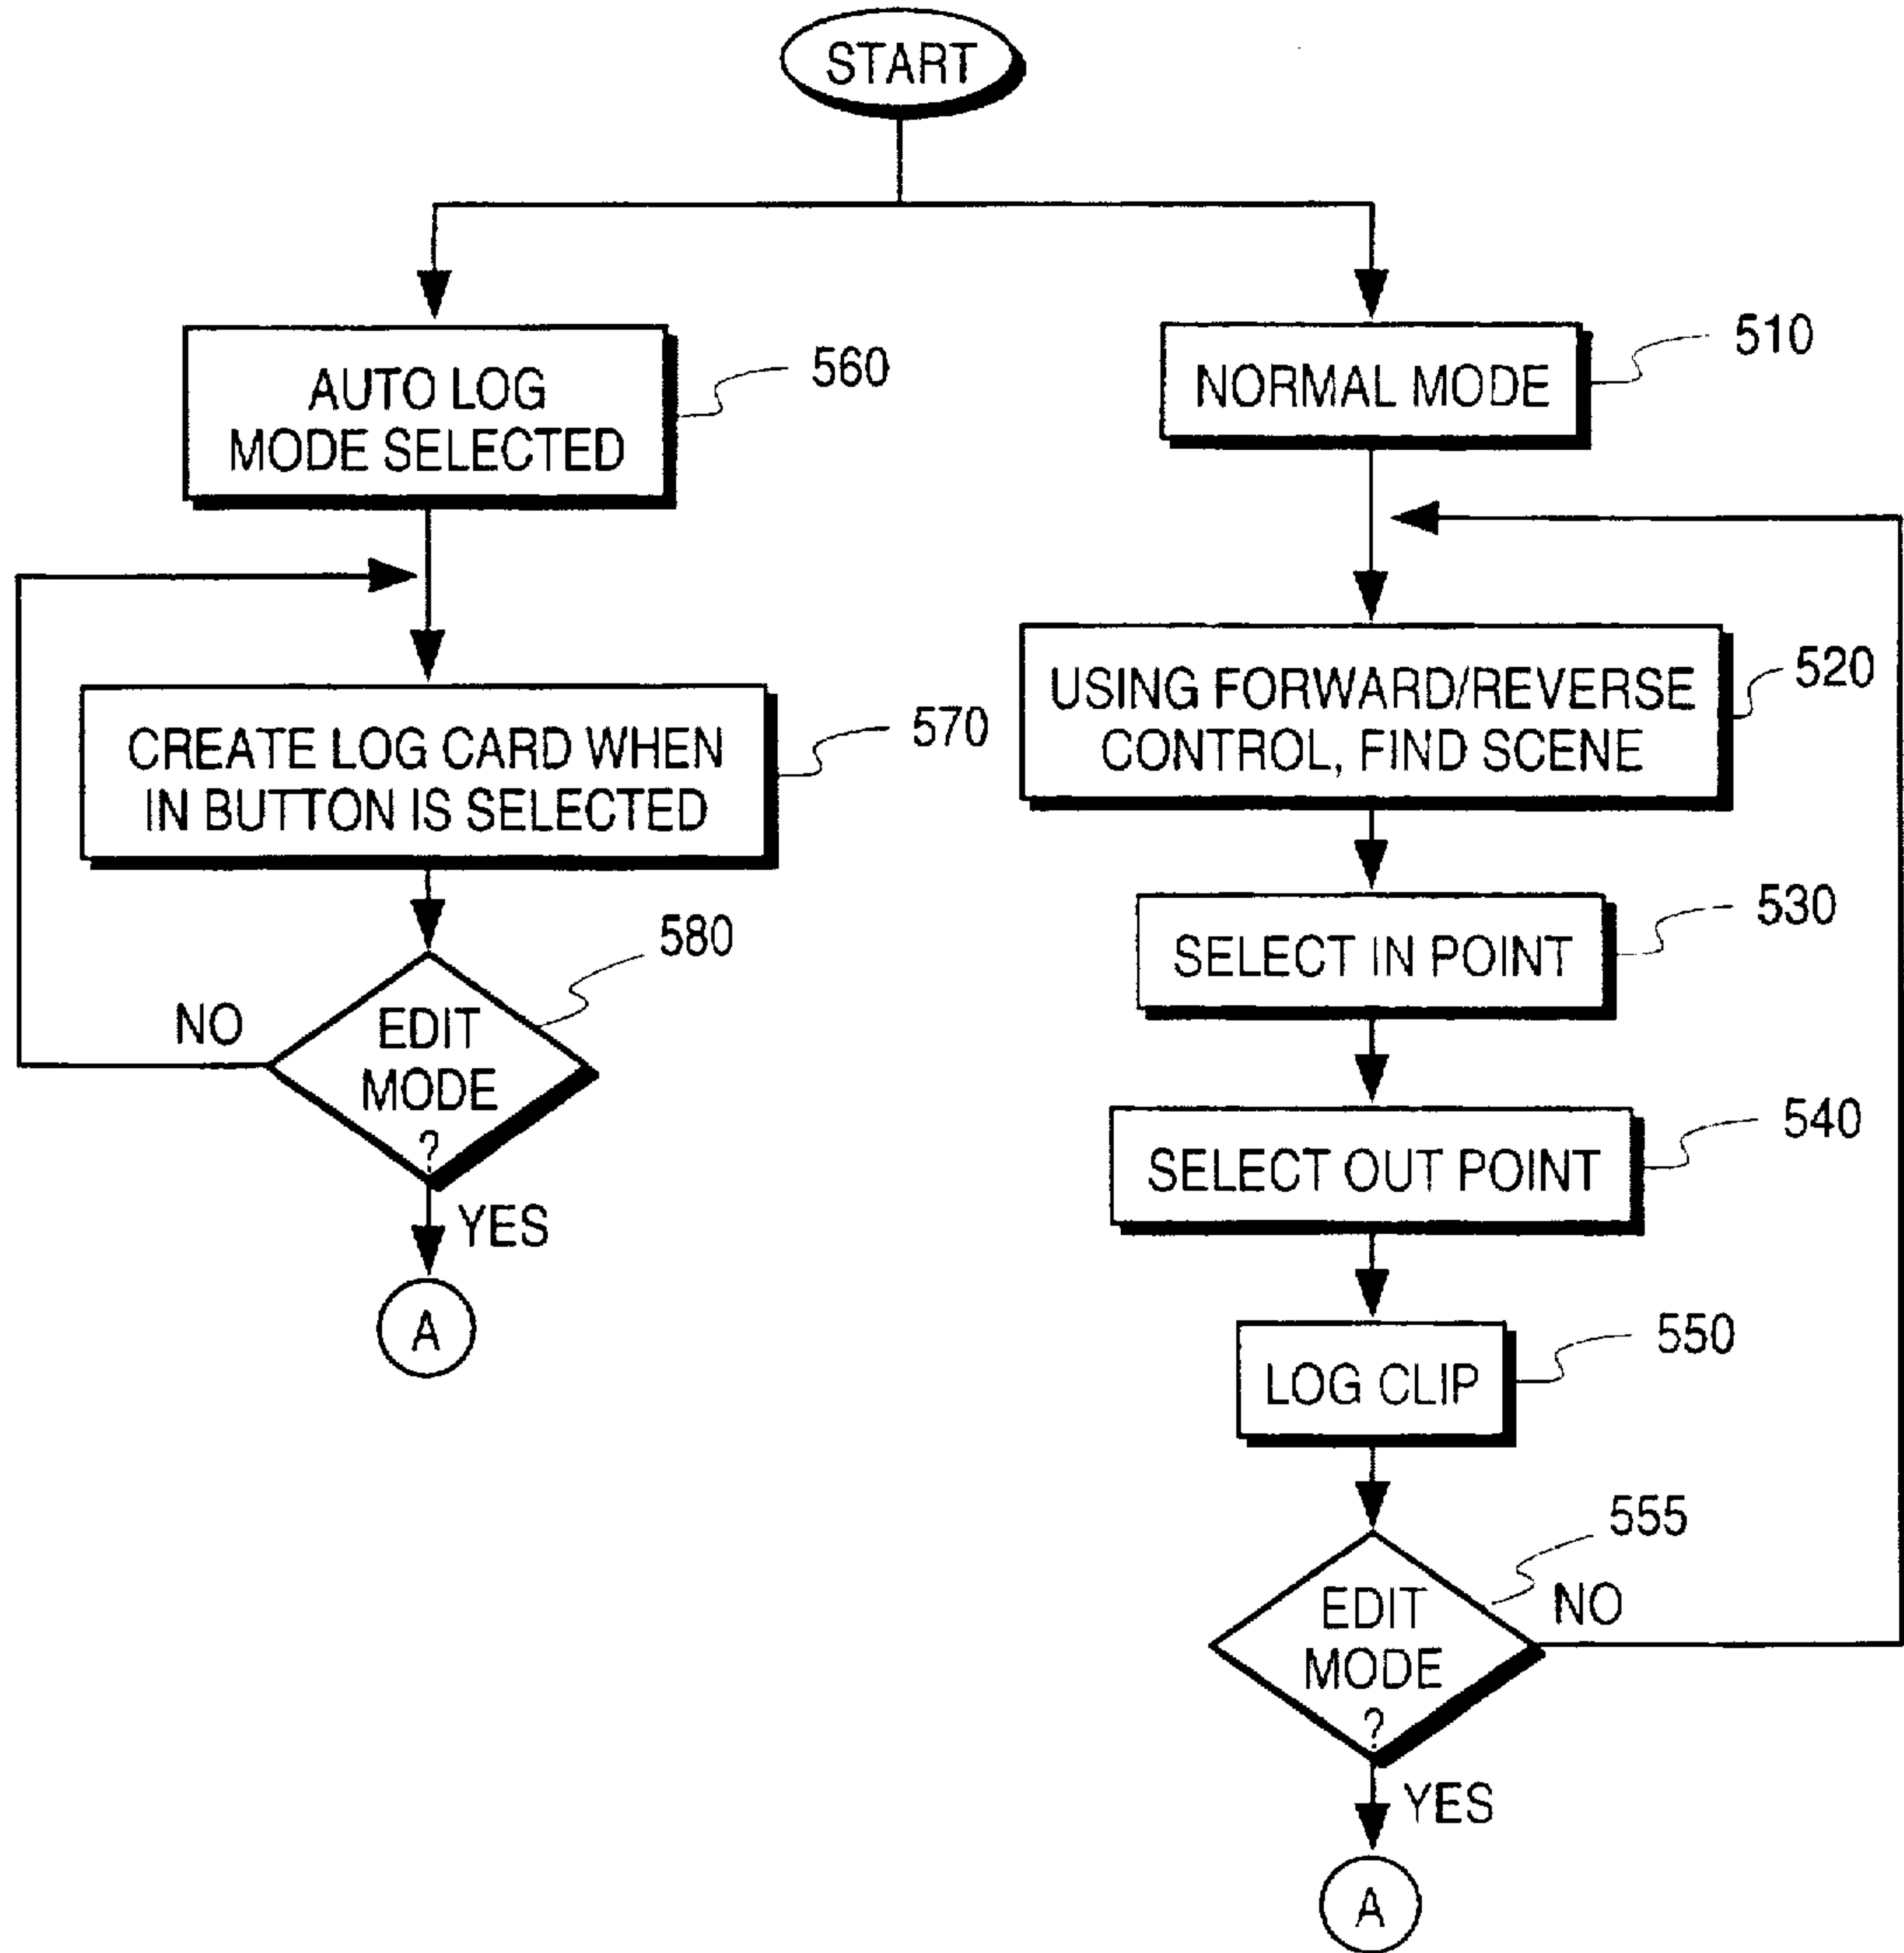 START
AUTO LOG
MODE SELECTED
560
CREATE LOG CARD WHEN
IN BUTTON IS SELECTED
570
EDIT
MODE
?
580
NO
YES
A
NORMAL MODE
510
USING FORWARD/REVERSE
CONTROL, FIND SCENE
520
SELECT IN POINT
530
SELECT OUT POINT
540
LOG CLIP
550
EDIT
MODE
?
555
NO
YES
A